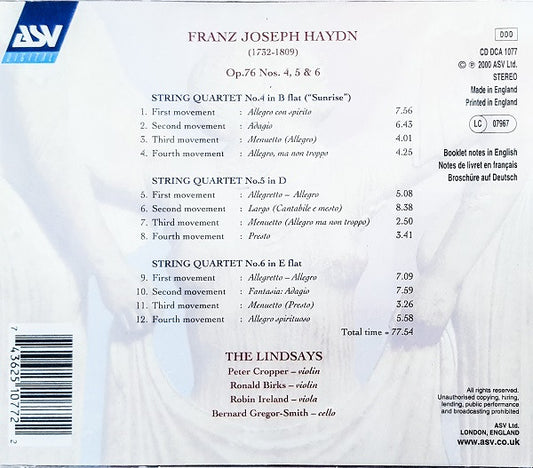 ASV
DIGITAL
FRANZ JOSEPH HAYDN
(1732-1809)
Op.76 Nos. 4, 5 & 6
STRING QUARTET No.4 in B flat ("Sunrise")
1. First movement : Allegro con spirito 7.56
2. Second movement : Adagio 6.43
3. Third movement : Menuetto (Allegro) 4.01
4. Fourth movement : Allegro, ma non troppo 4.25
STRING QUARTET No.5 in D
5. First movement : Allegretto – Allegro 5.08
6. Second movement : Largo (Cantabile e mesto) 8.38
7. Third movement : Menuetto (Allegro ma non troppo) 2.50
8. Fourth movement : Presto 3.41
STRING QUARTET No.6 in E flat
9. First movement : Allegretto – Allegro 7.09
10. Second movement : Fantasia: Adagio 7.59
11. Third movement : Menuetto (Presto) 3.26
12. Fourth movement : Allegro spirituoso 5.58
Total time = 77.54
THE LINDSAYS
Peter Cropper – violin
Ronald Birks – violin
Robin Ireland – viola
Bernard Gregor-Smith – cello
DDD
CD DCA 1077
© ℗ 2000 ASV Ltd.
STEREO
Made in England
Printed in England
LC 07967
Booklet notes in English
Notes de livret en français
Broschüre auf Deutsch
7 43625 10772 2
All rights reserved.
Unauthorised copying, hiring,
lending, public performance
and broadcasting prohibited
ASV Ltd.
LONDON, ENGLAND
www.asv.co.uk